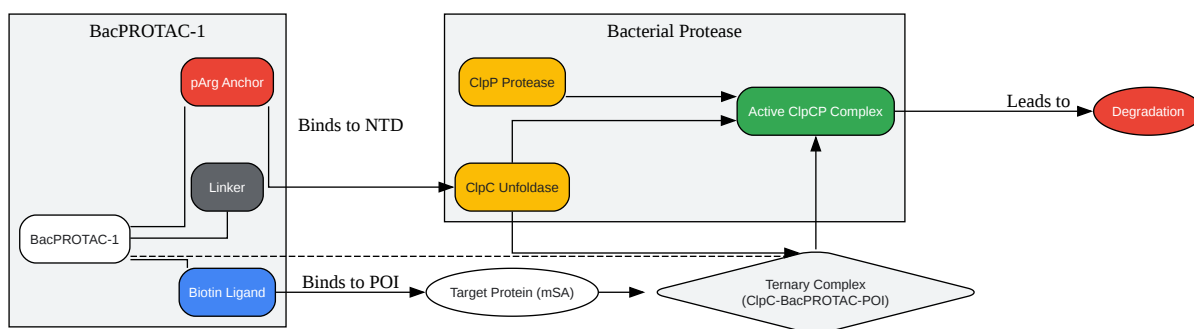 BacPROTAC-1
Bacterial Protease
pArg Anchor
ClpP Protease
Active ClpCP Complex
Leads to
Degradation
Binds to NTD
Linker
ClpC Unfoldase
BacPROTAC-1
Biotin Ligand
Binds to POI
Target Protein (mSA)
Ternary Complex
(ClpC-BacPROTAC-POI)